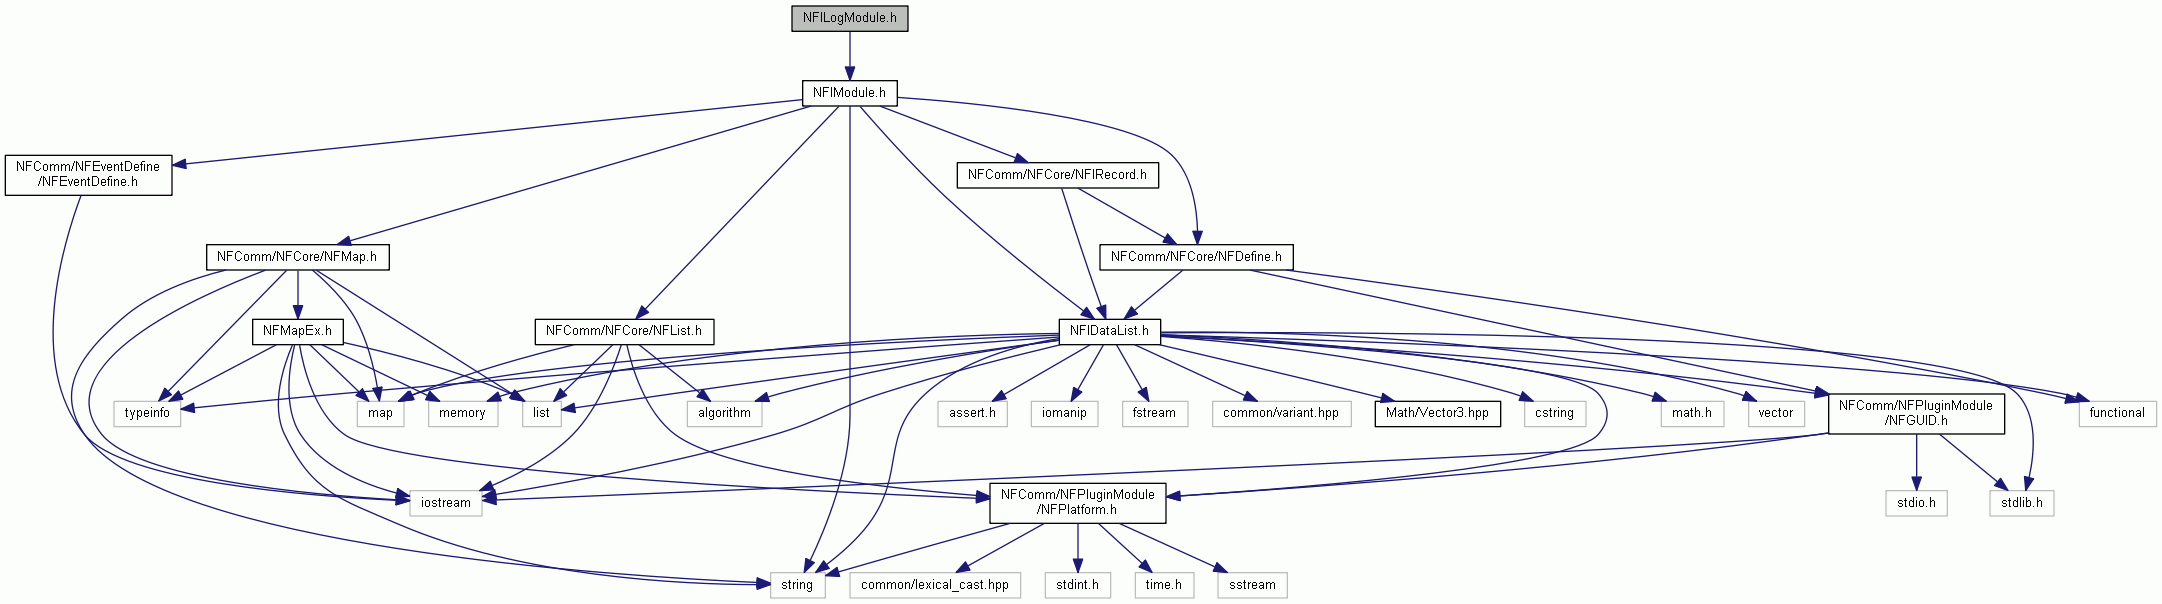 NFILogModule.h
NFIModule.h
NFComm/NFEventDefine
/NFEventDefine.h
NFComm/NFCore/NFIRecord.h
NFComm/NFCore/NFMap.h
NFComm/NFCore/NFDefine.h
NFMapEx.h
NFComm/NFCore/NFList.h
NFIDataList.h
typeinfo
map
memory
list
algorithm
assert.h
iomanip
fstream
common/variant.hpp
Math/Vector3.hpp
cstring
math.h
vector
NFComm/NFPluginModule
/NFGUID.h
functional
iostream
NFComm/NFPluginModule
/NFPlatform.h
stdio.h
stdlib.h
string
common/lexical_cast.hpp
stdint.h
time.h
sstream